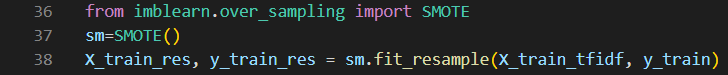 36 from imblearn.over_sampling import SMOTE
37 sm=SMOTE()
38 X_train_res, y_train_res = sm.fit_resample(X_train_tfidf, y_train)